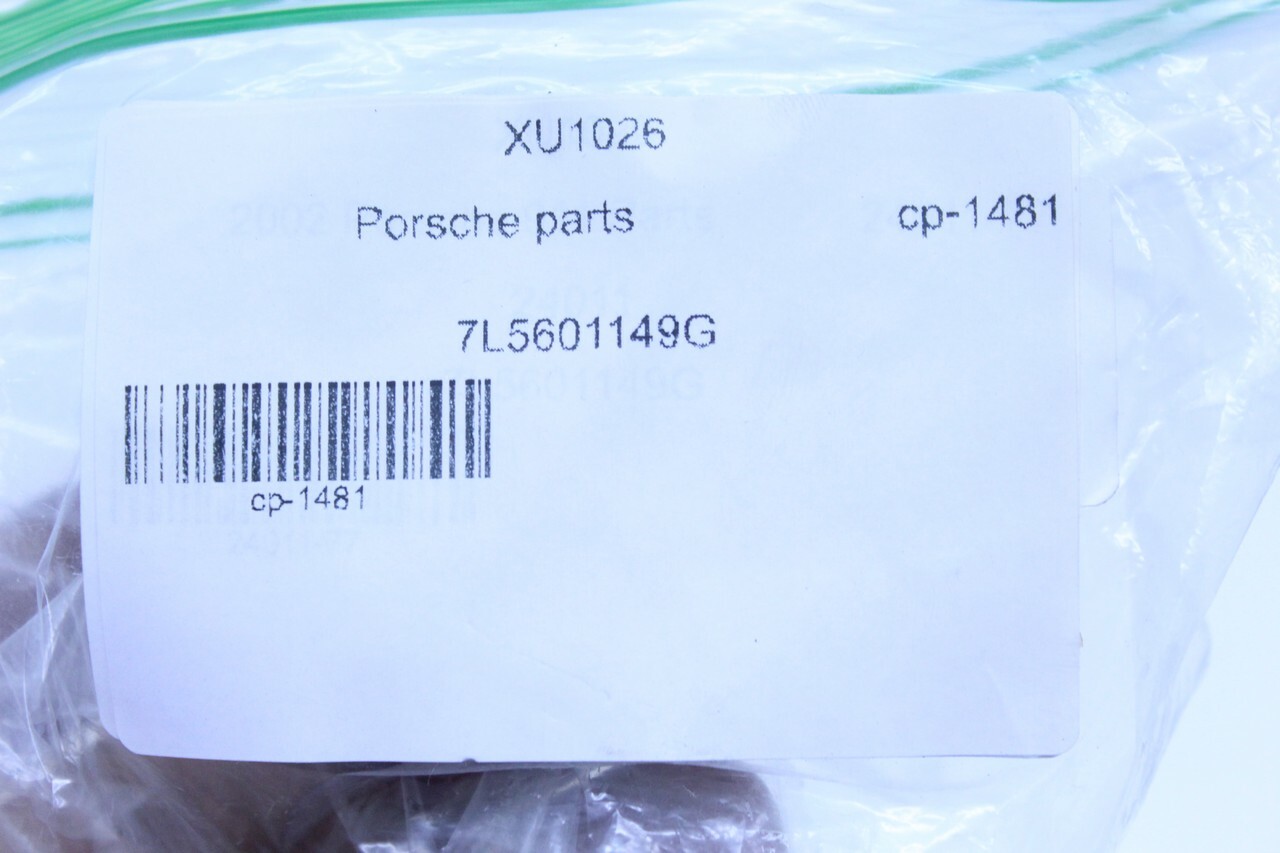 XU1026
Porsche parts cp-1481
7L5601149G
cp-1481